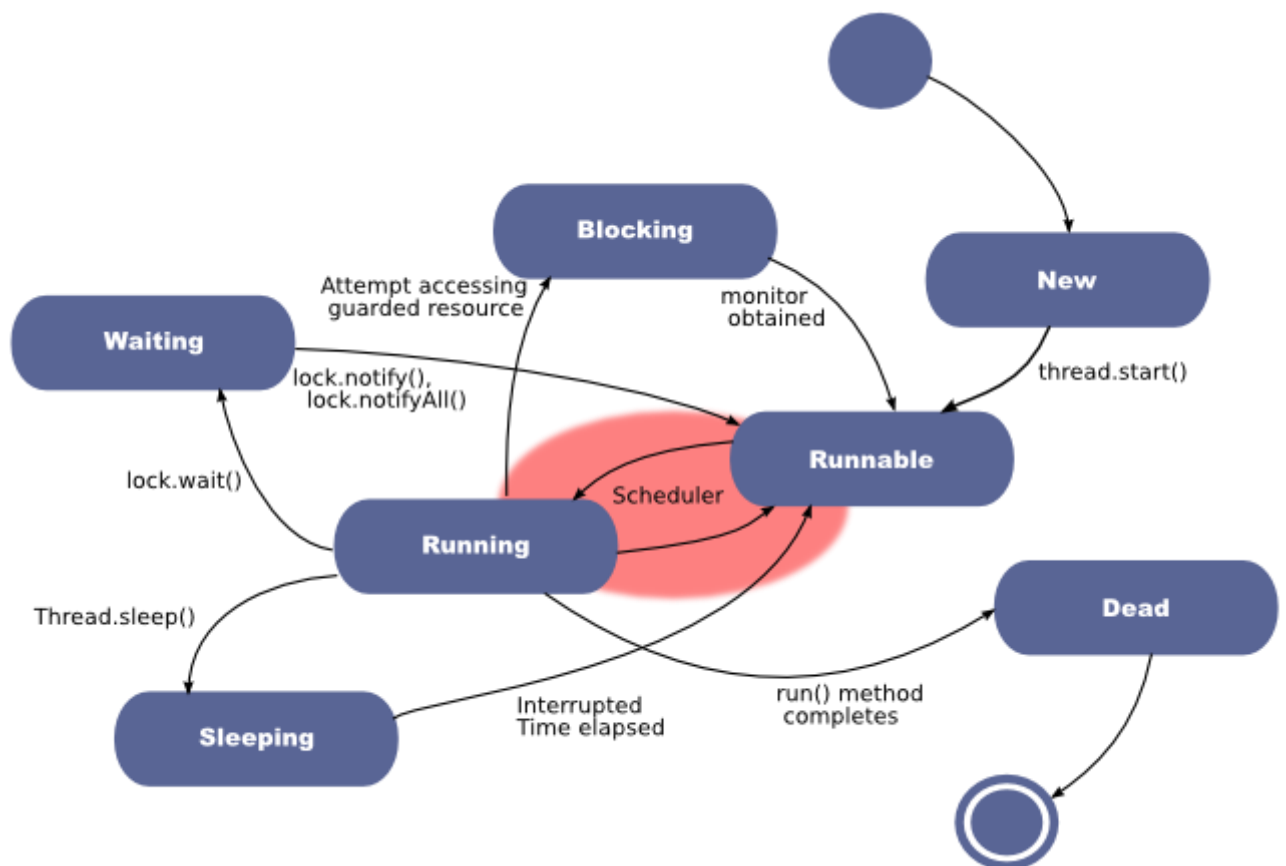 Blocking
New
Attempt accessing
guarded resource
monitor
obtained
Waiting
thread.start()
lock.notify(),
lock.notifyAll()
Runnable
lock.wait()
Scheduler
Running
Dead
Thread.sleep()
run() method
completes
Interrupted
Time elapsed
Sleeping